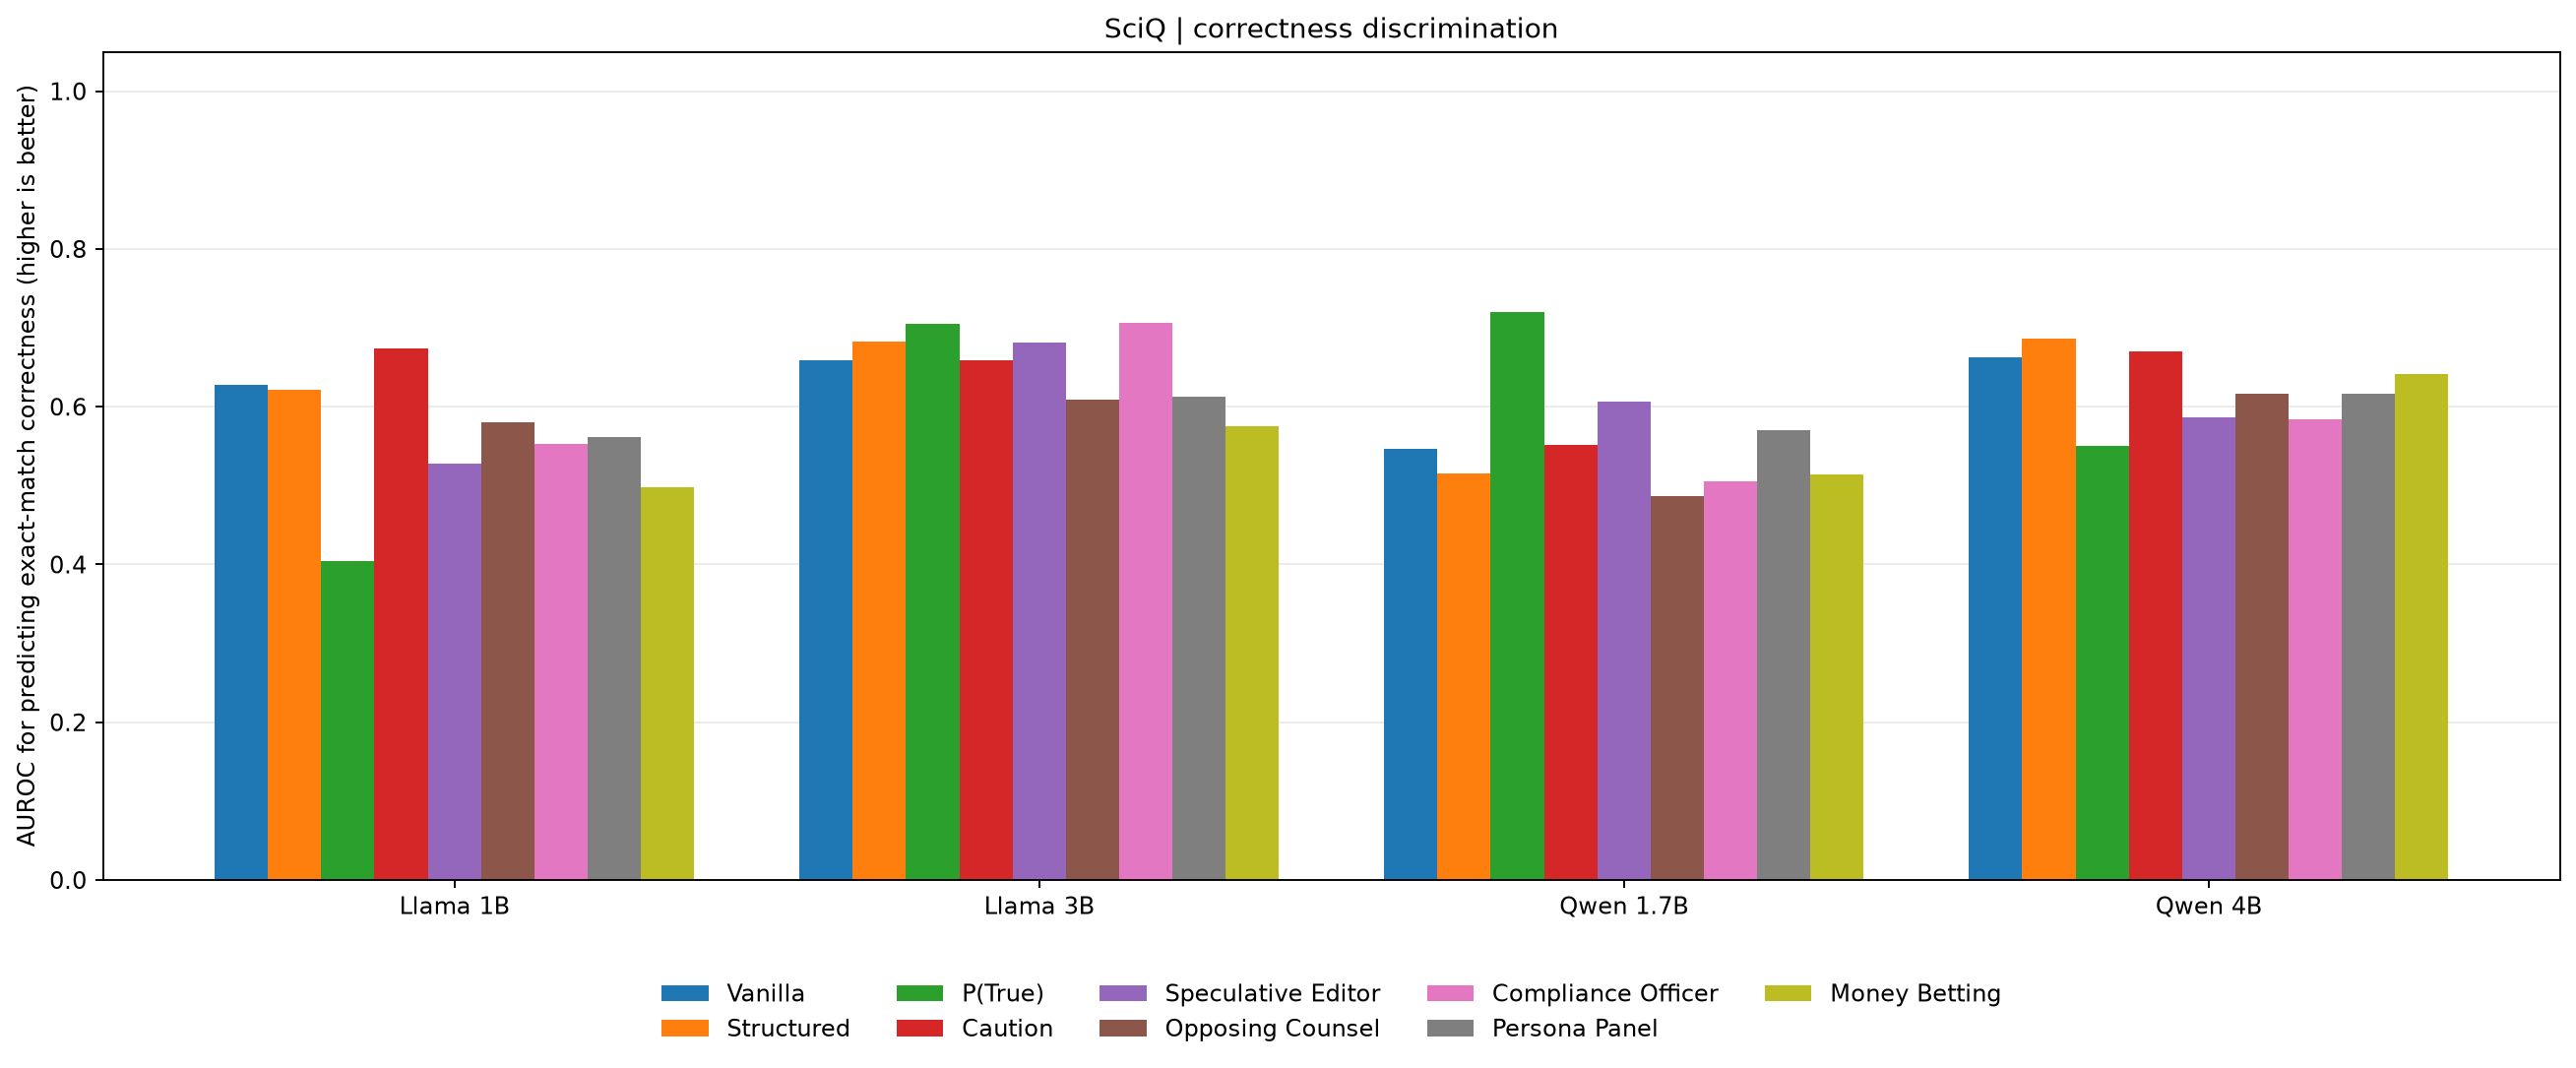 SciQ | correctness discrimination
AUROC for predicting exact-match correctness (higher is better)
1.0
0.8
0.6
0.4
0.2
0.0
Llama 1B
Llama 3B
Qwen 1.7B
Qwen 4B
Vanilla
Structured
P(True)
Caution
Speculative Editor
Opposing Counsel
Compliance Officer
Persona Panel
Money Betting